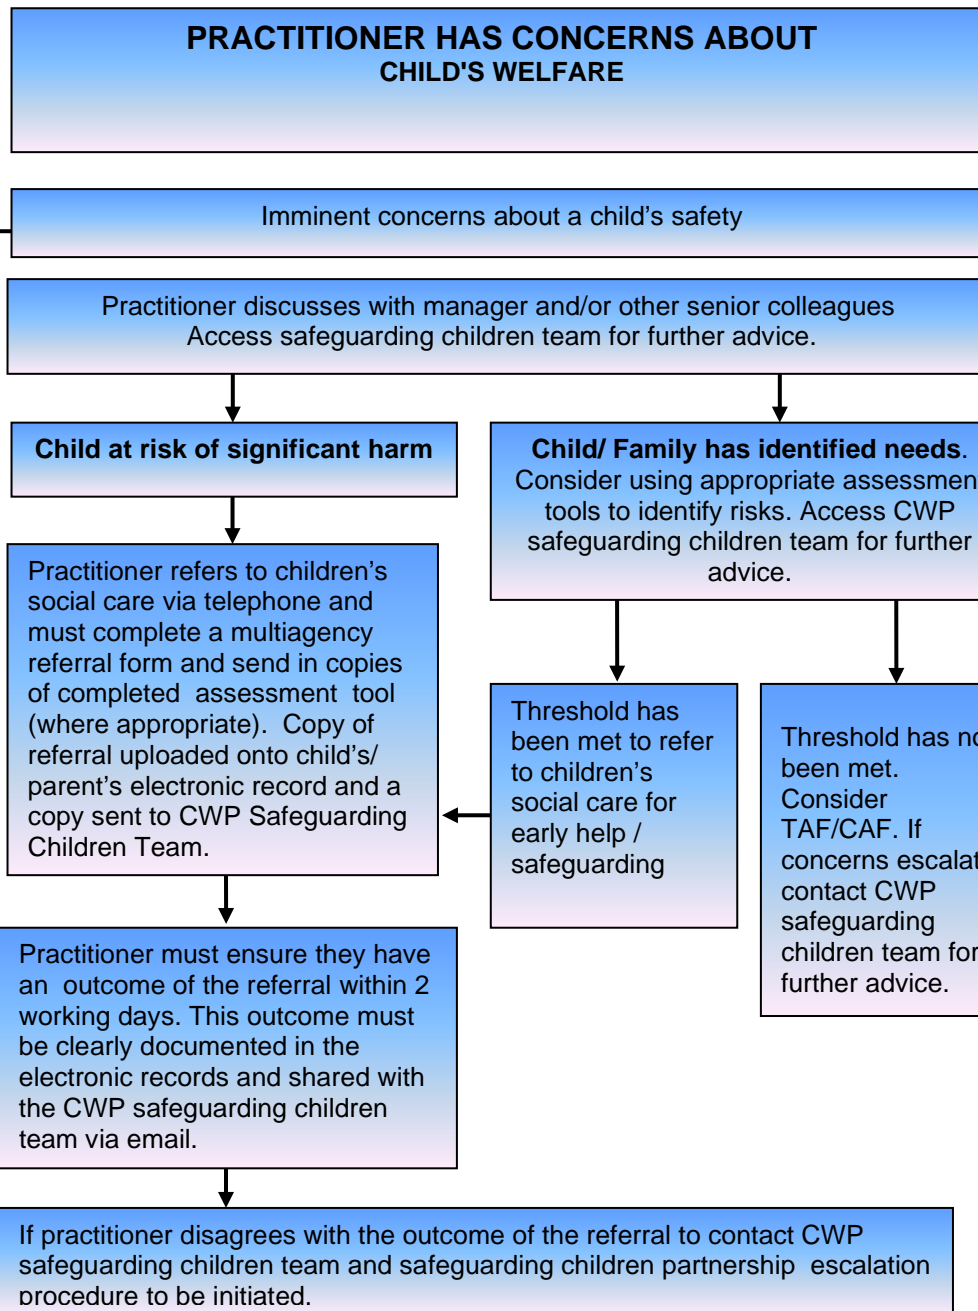 PRACTITIONER HAS CONCERNS ABOUT
CHILD'S WELFARE
Imminent concerns about a child’s safety
Practitioner discusses with manager and/or other senior colleagues
Access safeguarding children team for further advice.
Child at risk of significant harm
Child/ Family has identified needs.
Consider using appropriate assessmen
tools to identify risks. Access CWP
safeguarding children team for further
advice.
Practitioner refers to children’s
social care via telephone and
must complete a multiagency
referral form and send in copies
of completed assessment tool
(where appropriate). Copy of
referral uploaded onto child’s/
parent’s electronic record and a
copy sent to CWP Safeguarding
Children Team.
Threshold has
been met to refer
to children’s
social care for
early help /
safeguarding
Threshold has no
been met.
Consider
TAF/CAF. If
concerns escalat
contact CWP
safeguarding
children team for
further advice.
Practitioner must ensure they have
an outcome of the referral within 2
working days. This outcome must
be clearly documented in the
electronic records and shared with
the CWP safeguarding children
team via email.
If practitioner disagrees with the outcome of the referral to contact CWP
safeguarding children team and safeguarding children partnership escalation
procedure to be initiated.